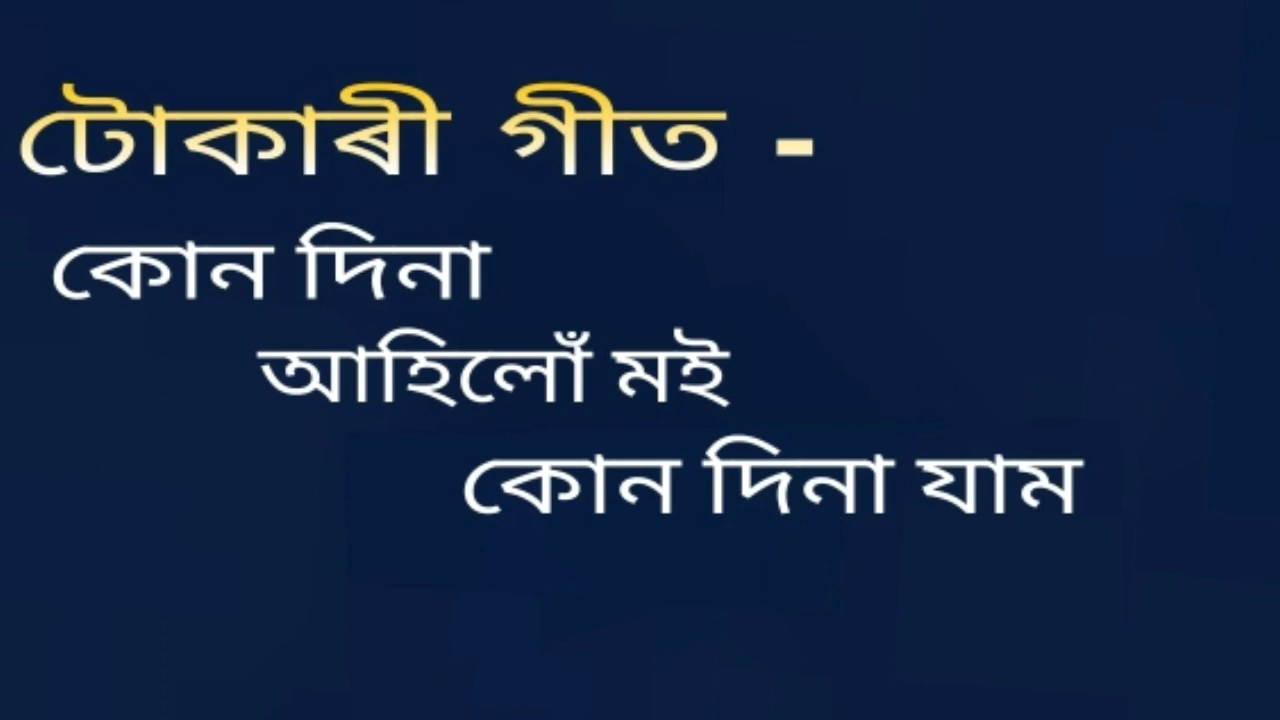 টোকাৰী গীত -
কোন দিনা
আহিলোঁ মই
কোন দিনা যাম